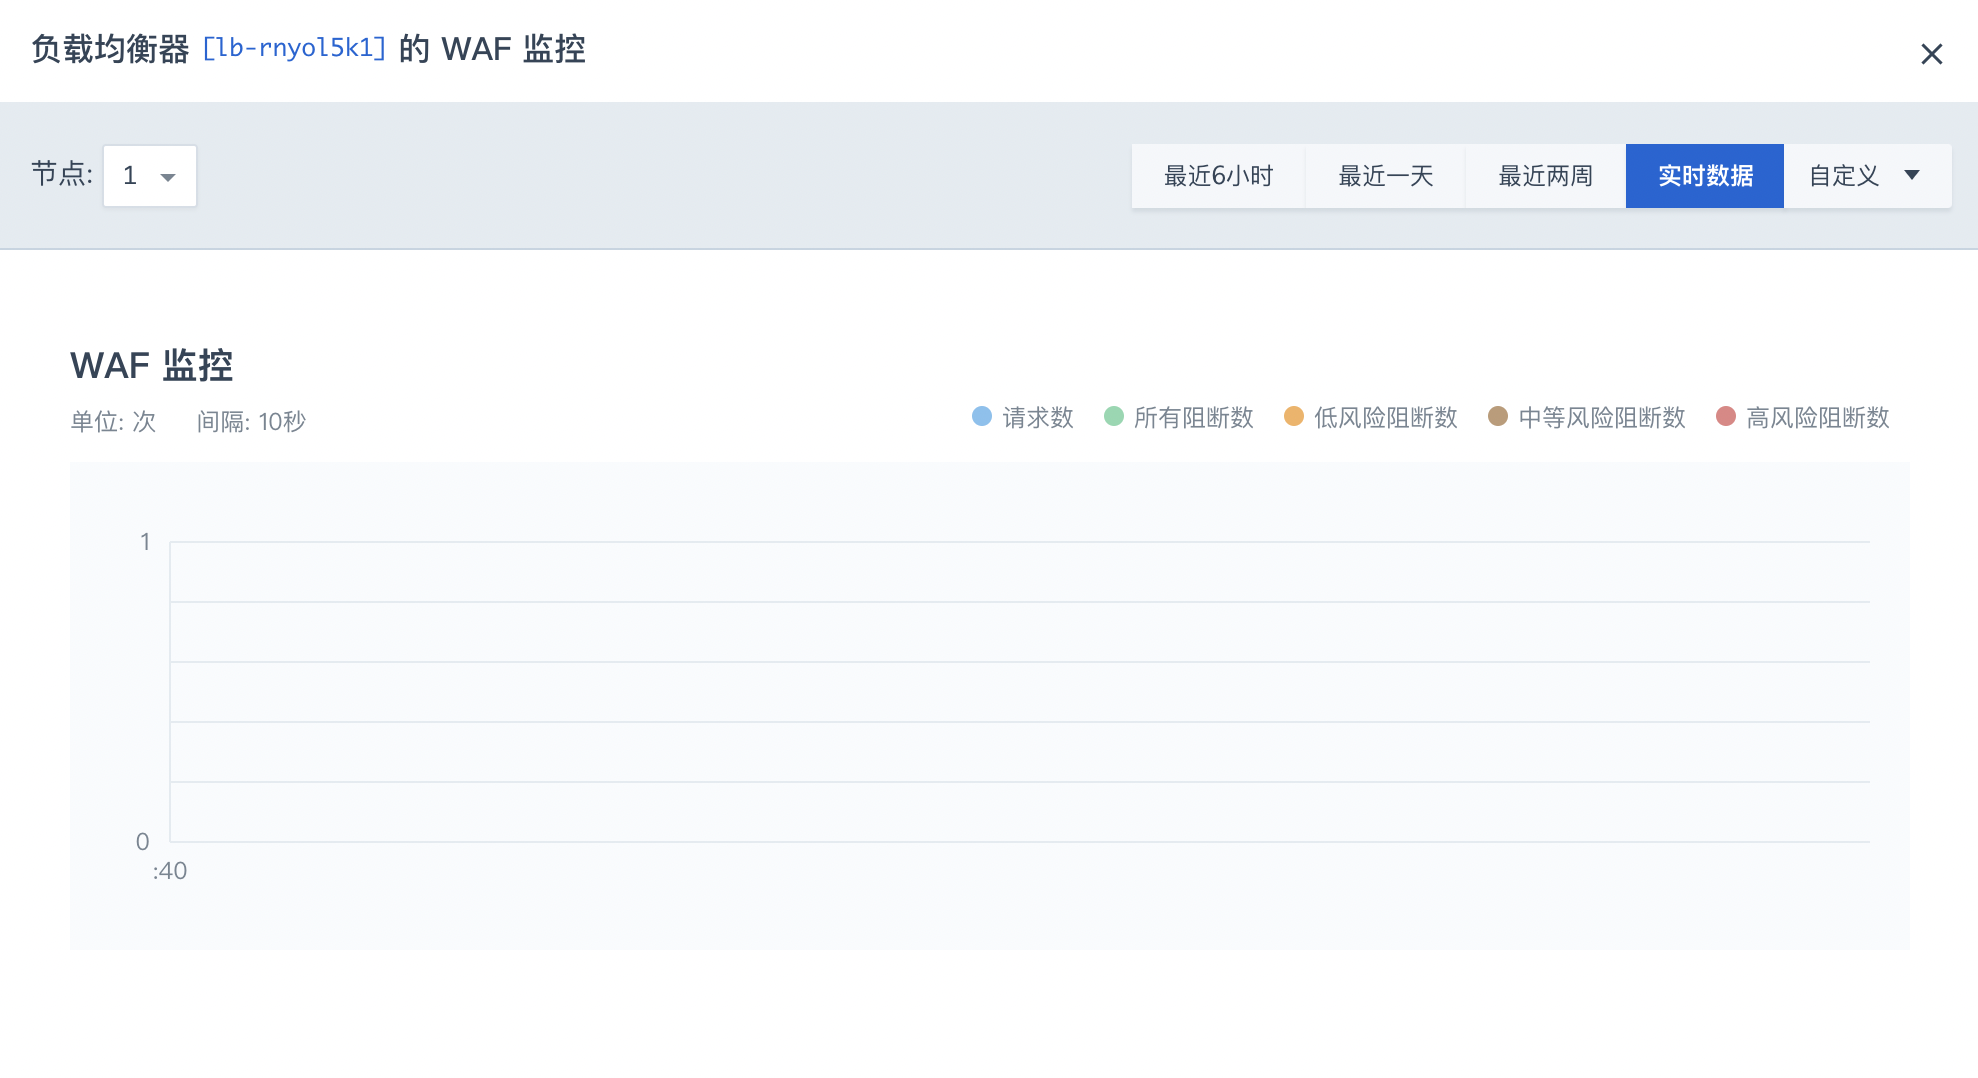 负载均衡器 [lb-rnyol5k1] 的 WAF 监控
节点: 1
最近6小时 最近一天 最近两周 实时数据 自定义
WAF 监控
单位: 次 间隔: 10秒
请求数 所有阻断数 低风险阻断数 中等风险阻断数 高风险阻断数
1
0
:40